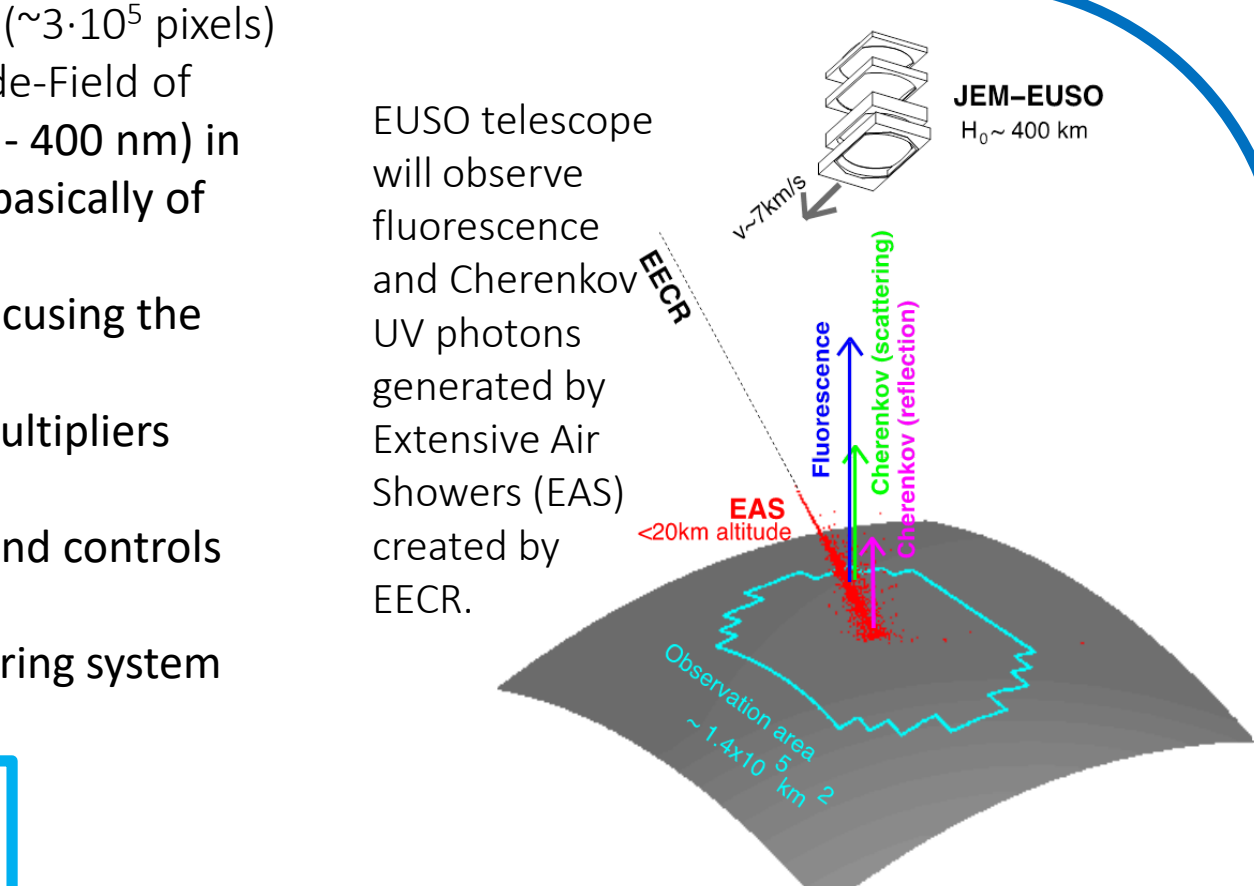 (~3·10⁵ pixels)
de-Field of
- 400 nm) in
basically of
cusing the
ultipliers
nd controls
ring system
EUSO telescope
will observe
fluorescence
and Cherenkov
UV photons
generated by
Extensive Air
Showers (EAS)
created by
EECR.
JEM–EUSO
H₀~ 400 km
v~7km/s
EECR
Fluorescence
Cherenkov (scattering)
Cherenkov (reflection)
EAS
<20km altitude
Observation area
~ 1.4x10⁵ km²